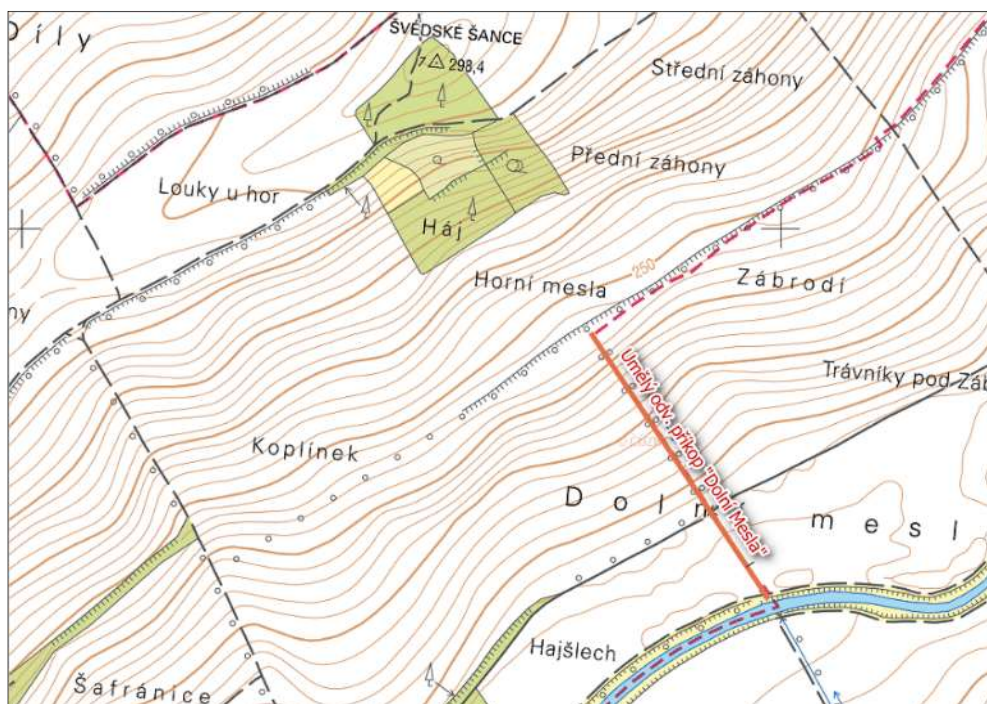 Díly
ŠVÉDSKÉ ŠANCE
7 298,4
Střední záhony
Přední záhony
Louky u hor
Háj
250
Horní mesla
Zábrodí
ny
Umělý odv. příkop "Dolní Mesla"
Trávníky pod Záb
Koplínek
Dolní mesl
Hajšlech
Šafránice